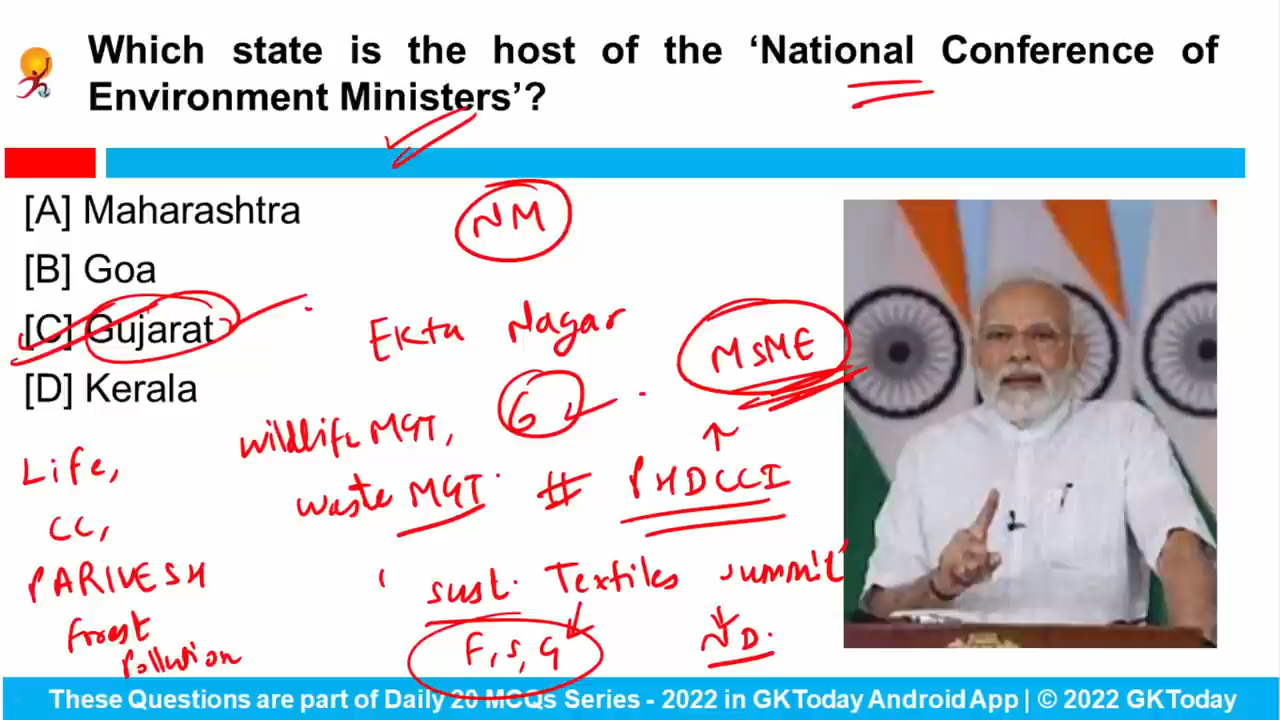 Which state is the host of the ‘National Conference of
Environment Ministers’?
[A] Maharashtra
NM
[B] Goa
[C] Gujarat
Ekta Nagar
MSME
[D] Kerala
6
wildlife MGT,
Life,
waste MGT
# PHDCCI
CC,
PARIVESH
' sust. Textiles summit'
forest
pollution
F, S, G
ND.
These Questions are part of Daily 20 MCQs Series - 2022 in GKToday Android App | © 2022 GKToday